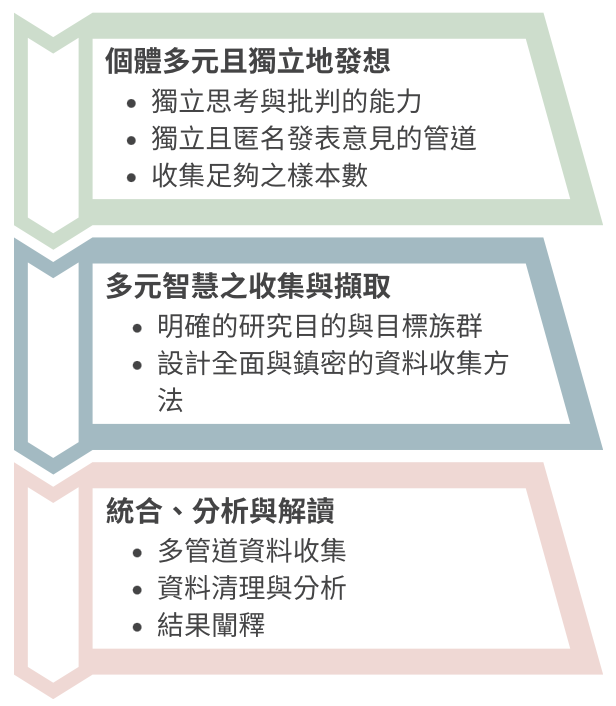 個體多元且獨立地發想
獨立思考與批判的能力
獨立且匿名發表意見的管道
收集足夠之樣本數
多元智慧之收集與擷取
明確的研究目的與目標族群
設計全面與鎮密的資料收集方
法
統合、分析與解讀
多管道資料收集
資料清理與分析
結果闡釋